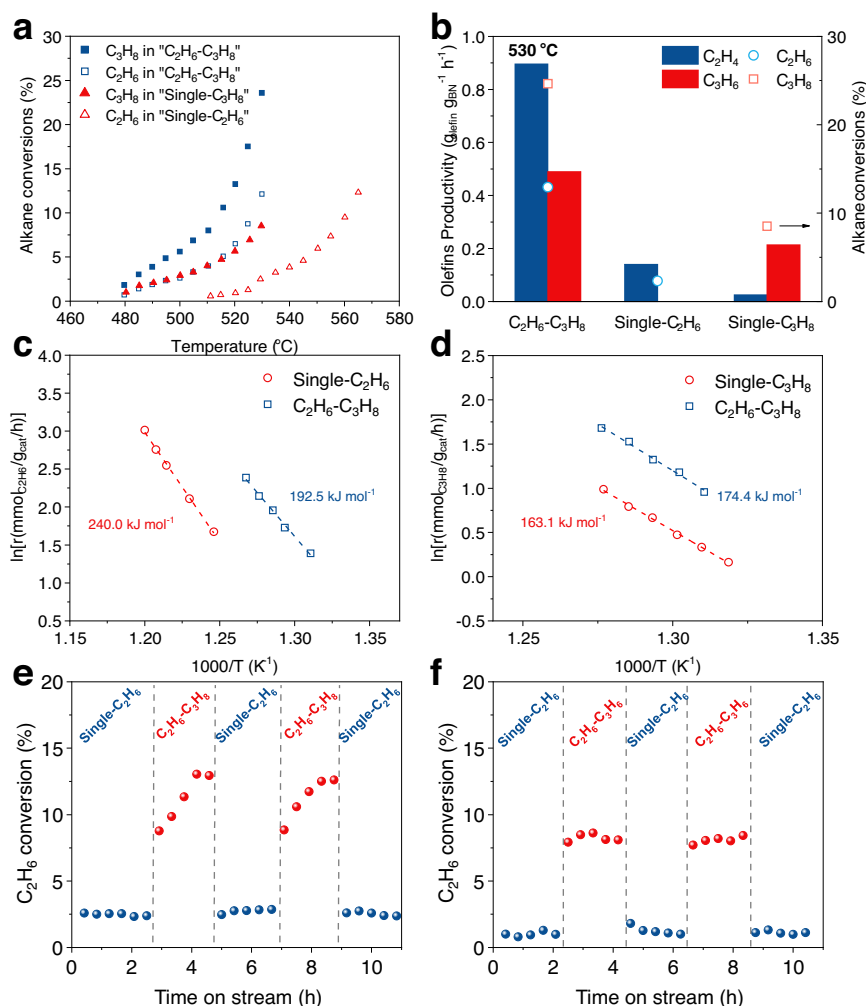 a
30
25
20
15
10
5
0
Alkane conversions (%)
C₃H₈ in "C₂H₆-C₃H₈"
C₂H₆ in "C₂H₆-C₃H₈"
C₃H₈ in "Single-C₃H₈"
C₂H₆ in "Single-C₂H₆"
460 480 500 520 540 560 580
Temperature (°C)
b
1.0
0.8
0.6
0.4
0.2
0.0
Olefins Productivity (g_olefin g_BN⁻¹ h⁻¹)
530 °C
C₂H₄ C₂H₆
C₃H₆ C₃H₈
30
20
10
0
Alkane conversions (%)
C₂H₆-C₃H₈ Single-C₂H₆ Single-C₃H₈
c
4.0
3.5
3.0
2.5
2.0
1.5
1.0
0.5
ln[r(mmol_C2H6/g_cat/h)]
Single-C₂H₆
C₂H₆-C₃H₈
240.0 kJ mol⁻¹
192.5 kJ mol⁻¹
1.15 1.20 1.25 1.30 1.35
1000/T (K⁻¹)
d
2.5
2.0
1.5
1.0
0.5
0.0
-0.5
ln[r(mmol_C3H8/g_cat/h)]
Single-C₃H₈
C₂H₆-C₃H₈
163.1 kJ mol⁻¹
174.4 kJ mol⁻¹
1.25 1.30 1.35
1000/T (K⁻¹)
e
20
15
10
5
0
C₂H₆ conversion (%)
Single-C₂H₆
C₂H₆-C₃H₈
Single-C₂H₆
C₂H₆-C₃H₈
Single-C₂H₆
0 2 4 6 8 10
Time on stream (h)
f
20
15
10
5
0
C₂H₆ conversion (%)
Single-C₂H₆
C₂H₆-C₃H₆
Single-C₂H₆
C₂H₆-C₃H₆
Single-C₂H₆
0 2 4 6 8 10
Time on stream (h)